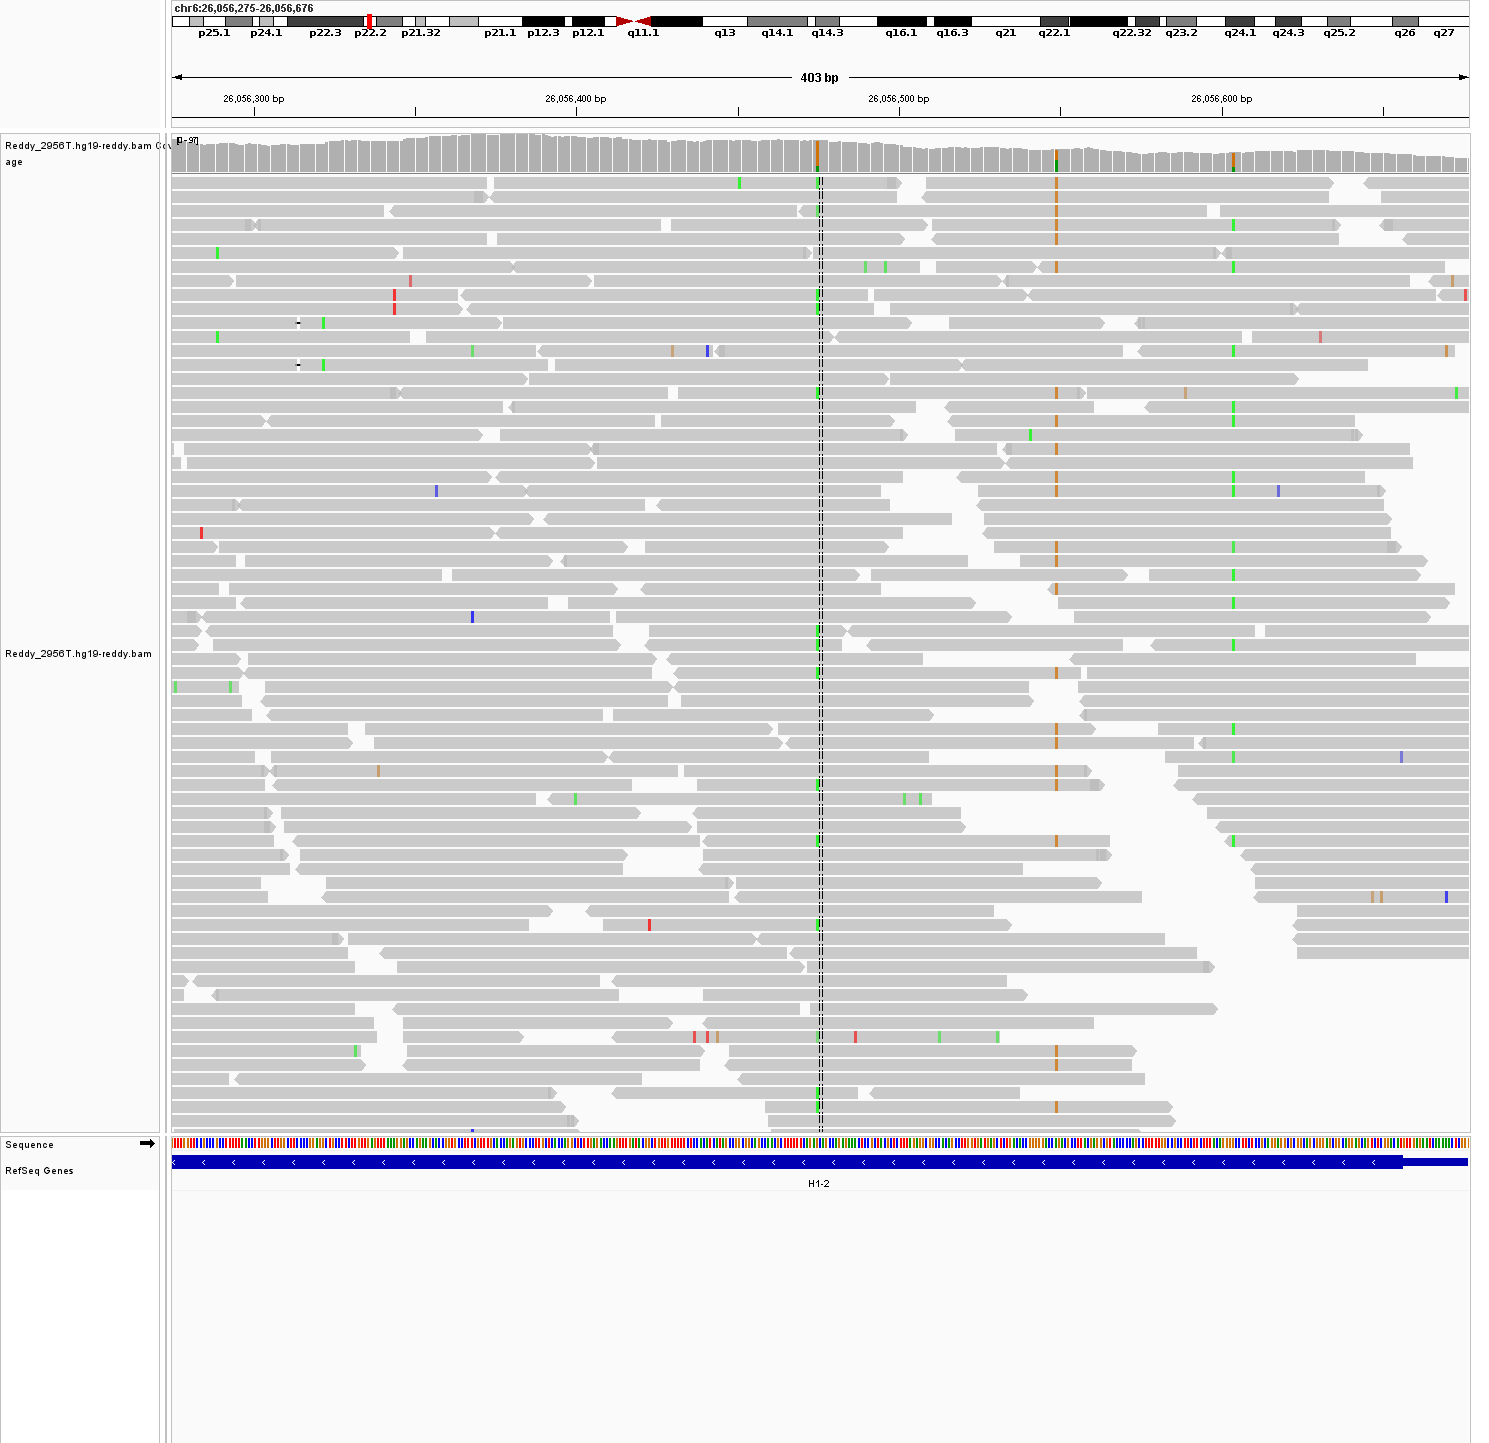 chr6:26,056,275-26,056,676
p25.1 p24.1 p22.3 p22.2 p21.32 p21.1 p12.3 p12.1 q11.1 q13 q14.1 q14.3 q16.1 q16.3 q21 q22.1 q22.32 q23.2 q24.1 q24.3 q25.2 q26 q27
403 bp
26,056,300 bp 26,056,400 bp 26,056,500 bp 26,056,600 bp
[0 - 97]
Reddy_2956T.hg19-reddy.bam Cov
age
Reddy_2956T.hg19-reddy.bam
Sequence
RefSeq Genes
H1-2